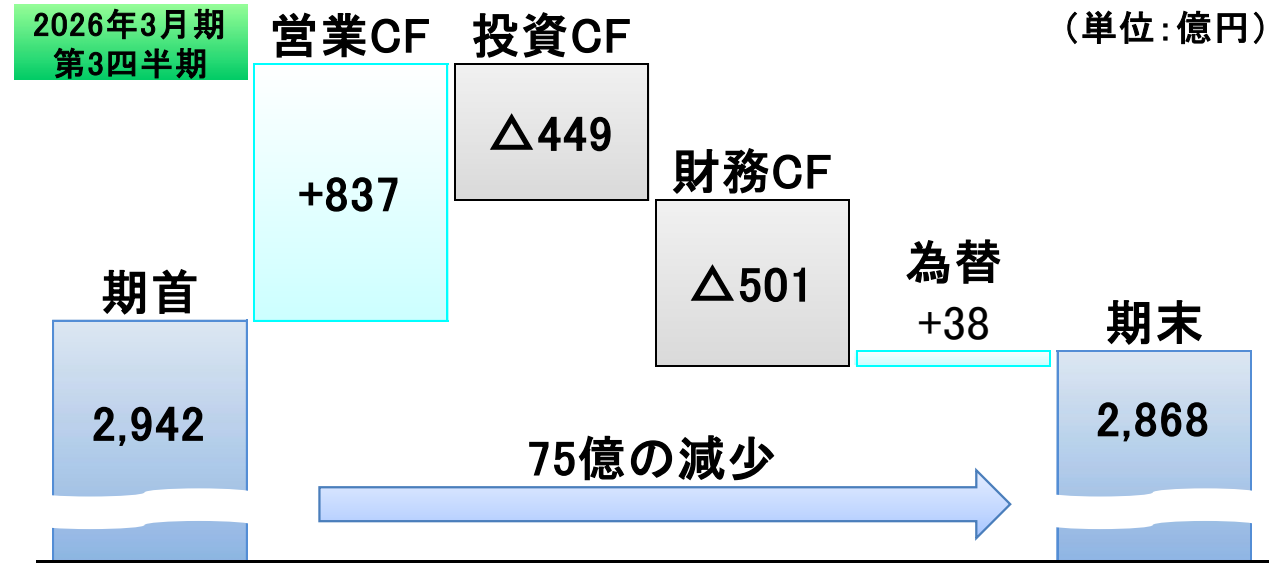 2026年3月期
第3四半期
(単位:億円)
営業CF
投資CF
+837
△449
財務CF
△501
為替
+38
期首
2,942
期末
2,868
75億の減少